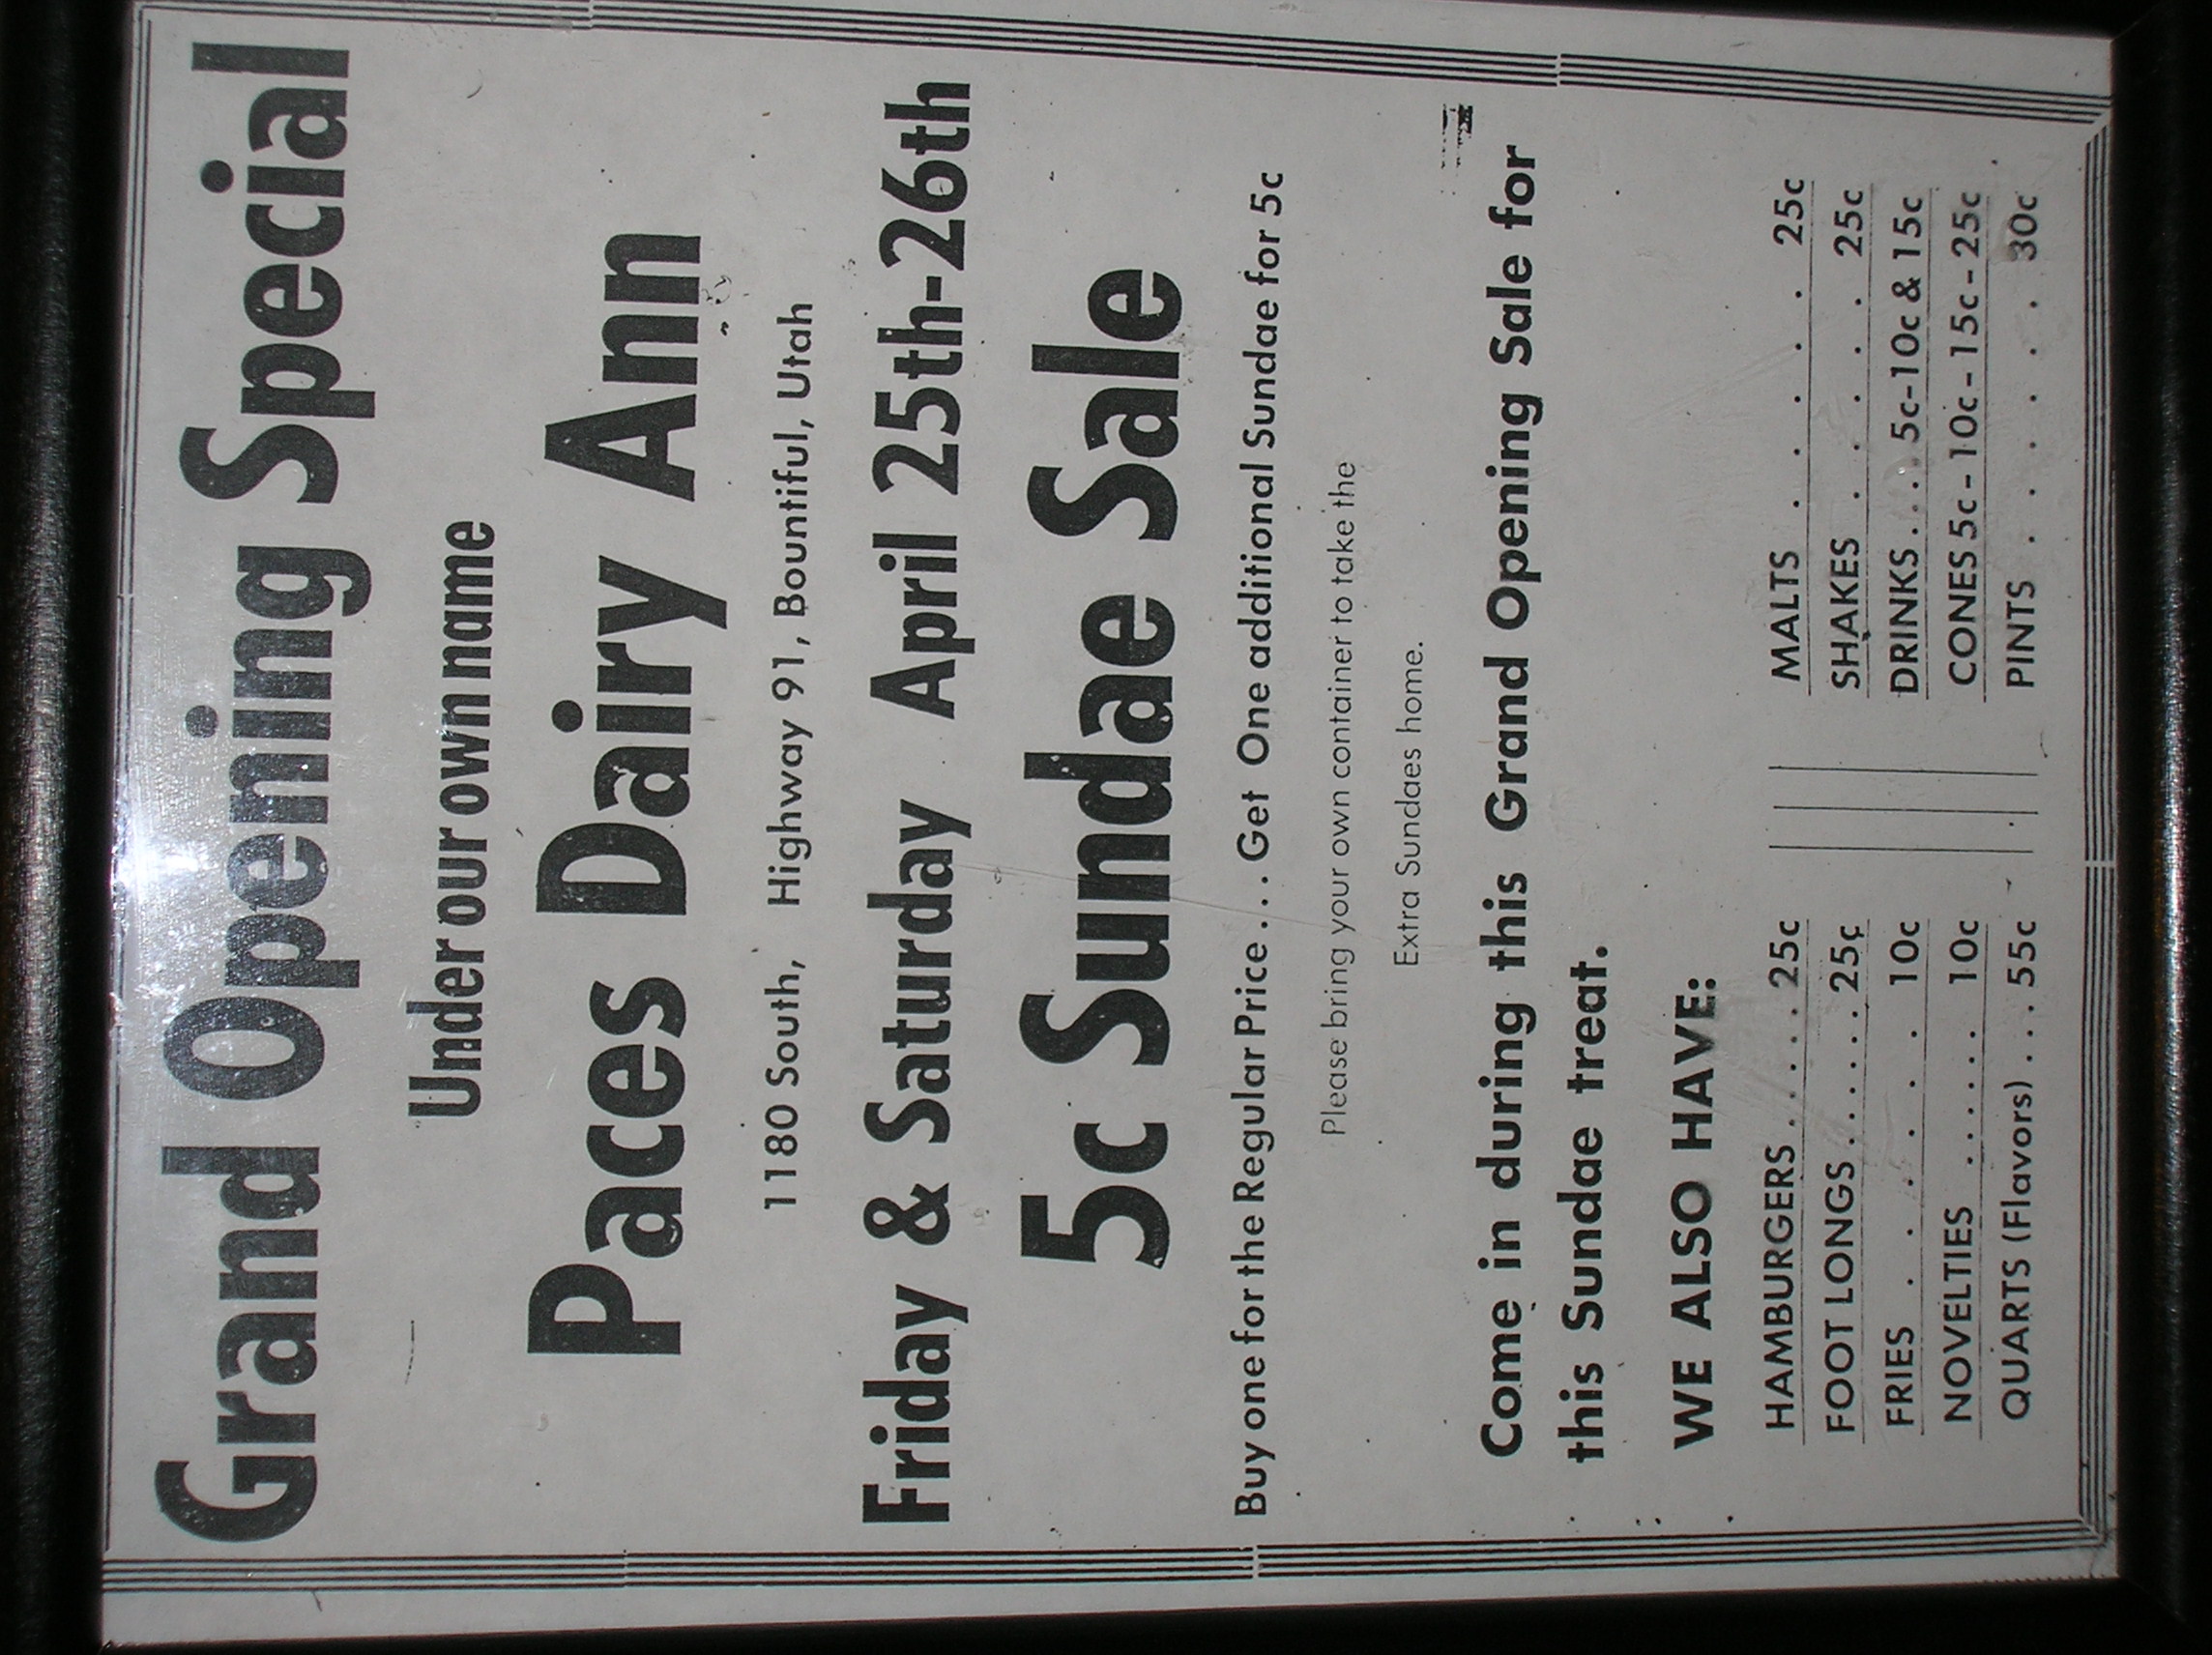 Grand Opening Special
Under our own name
Paces Dairy Ann
1180 South, Highway 91, Bountiful, Utah
Friday & Saturday April 25th-26th
5c Sundae Sale
Buy one for the Regular Price . . . Get One additional Sundae for 5c
Please bring your own container to take the
Extra Sundaes home.
Come in during this Grand Opening Sale for
this Sundae treat.
WE ALSO HAVE:
HAMBURGERS . . . . . 25c
FOOT LONGS . . . . . . 25c
FRIES . . . . . . 10c
NOVELTIES . . . . . . 10c
QUARTS (Flavors) . . . 55c
MALTS . . . . . 25c
SHAKES . . . . . 25c
DRINKS . . . . 5c-10c & 15c
CONES 5c-10c-15c-25c
PINTS . . . . . . 30c